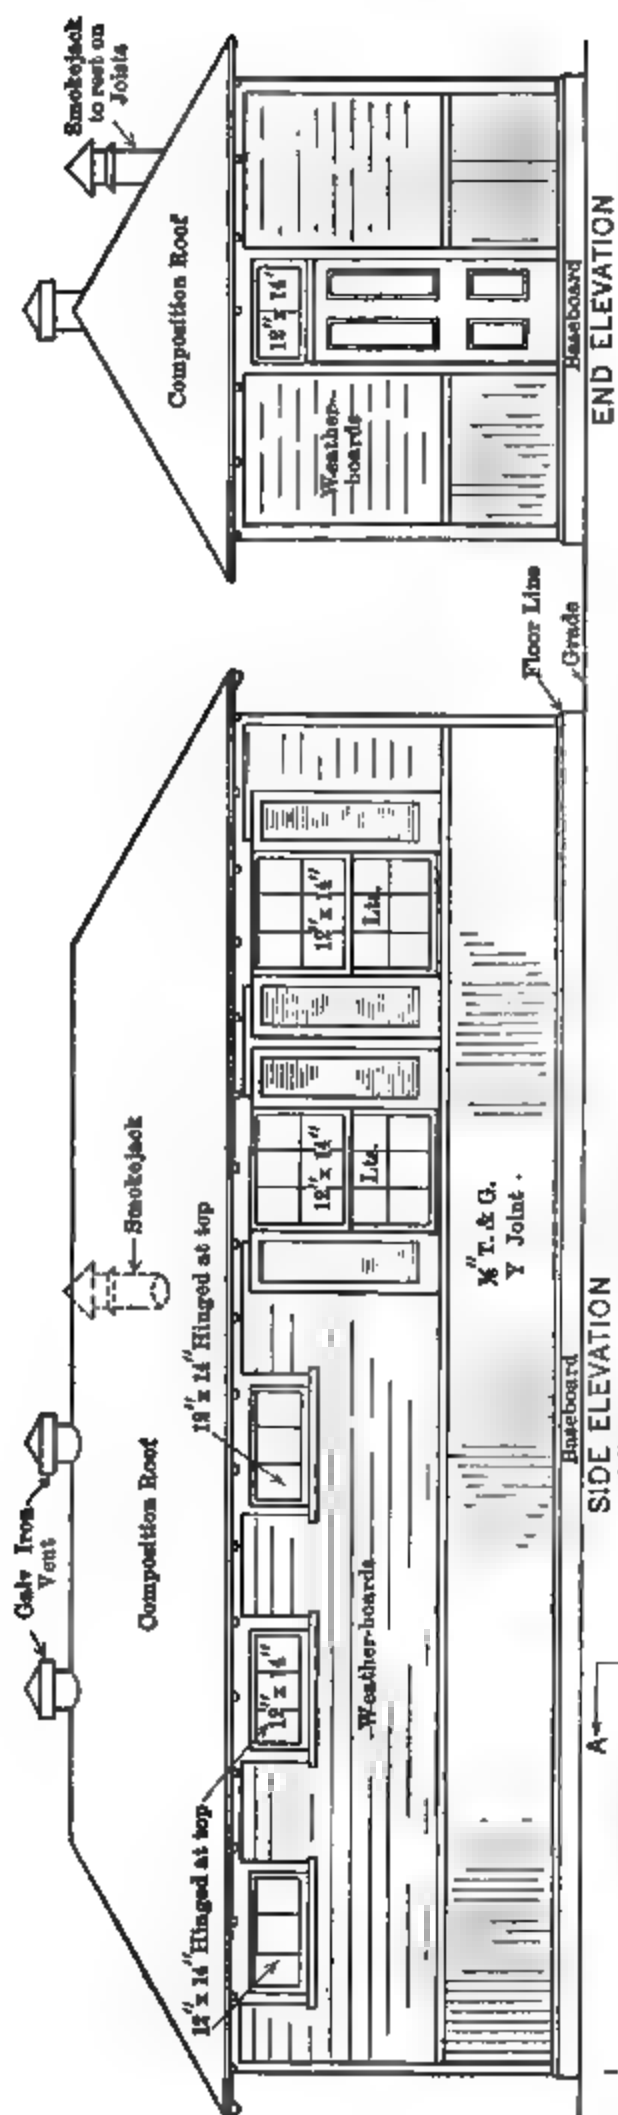 Galv Iron
Vent
Smokejack
Composition Roof
12" x 14" Hinged at top
12" x 14" Hinged at top
12" x 14"
12" x 14"
Lts.
12" x 14"
Lts.
Weather-boards
T. & G.
Y Joint.
Baseboard
A
SIDE ELEVATION
Floor Line
Grade
Smokejack
to rest on
Joists
Composition Roof
12" x 14"
Weather-
boards
Baseboard
END ELEVATION